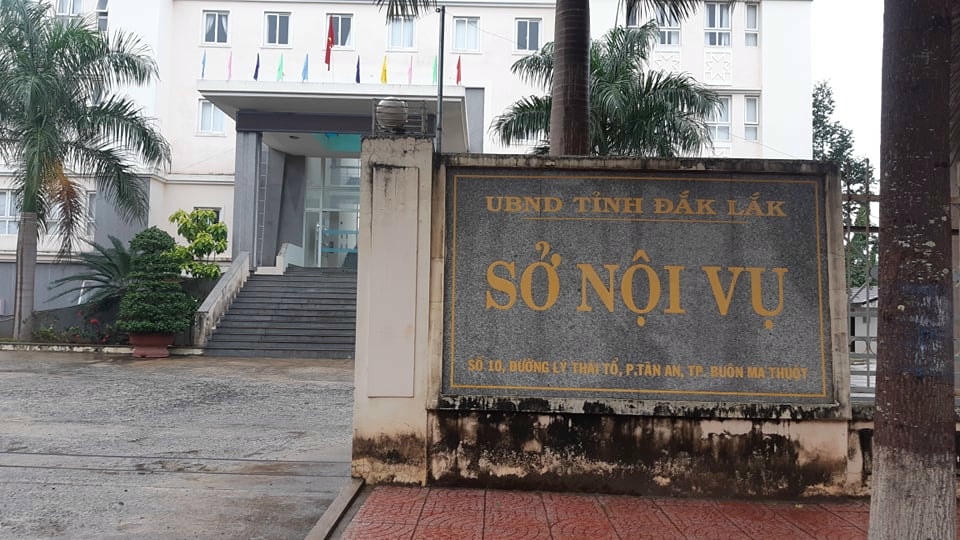 UBND TỈNH ĐẮK LẮK
SỞ NỘI VỤ
SỐ 10, ĐƯỜNG LÝ THÁI TỔ, P.TÂN AN, TP. BUÔN MA THUỘT